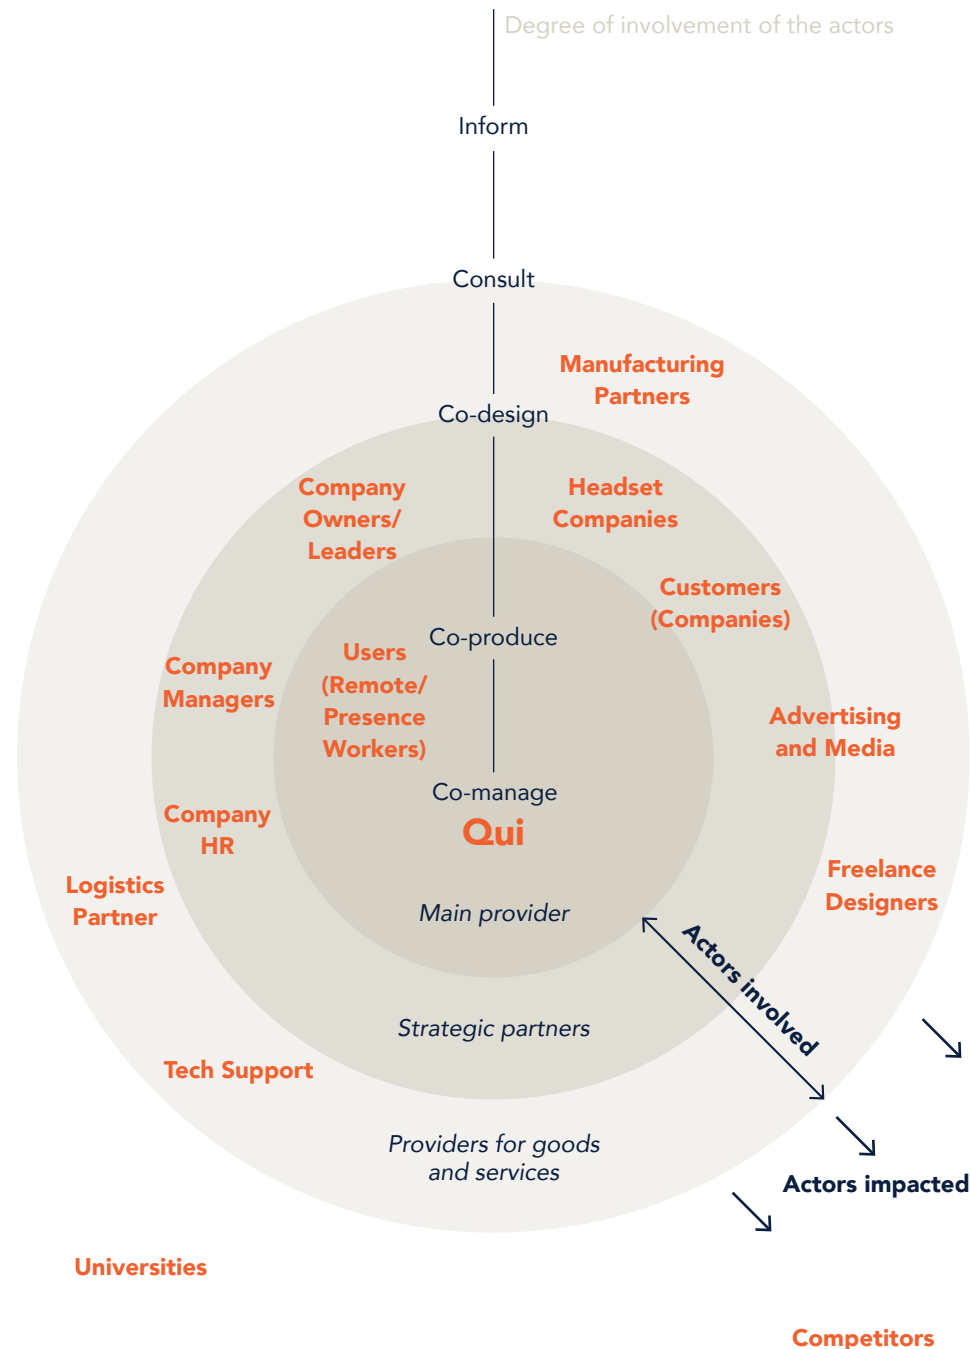 Degree of involvement of the actors
Inform
Consult
Manufacturing
Partners
Co-design
Company
Owners/
Leaders
Headset
Companies
Customers
(Companies)
Co-produce
Users
(Remote/
Presence
Workers)
Company
Managers
Advertising
and Media
Co-manage
Qui
Company
HR
Logistics
Partner
Freelance
Designers
Main provider
Actors involved
Strategic partners
Tech Support
Providers for goods
and services
Actors impacted
Universities
Competitors